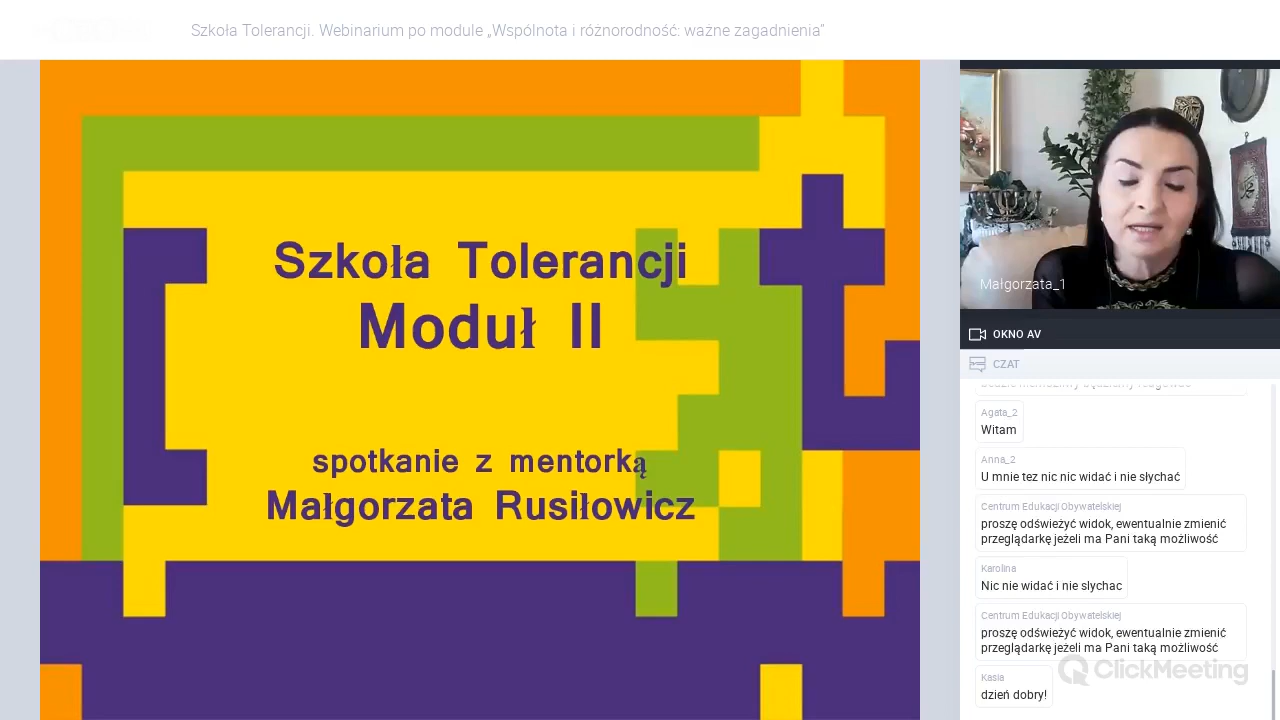 Szkoła Tolerancji. Webinarium po module „Wspólnota i różnorodność: ważne zagadnienia”
Szkoła Tolerancji
Moduł II
spotkanie z mentorką
Małgorzata Rusiłowicz
Małgorzata_1
OKNO AV
CZAT
Agata_2
Witam
Anna_2
U mnie tez nic nic widać i nie słychać
Centrum Edukacji Obywatelskiej
proszę odświeżyć widok, ewentualnie zmienić
przeglądarkę jeżeli ma Pani taką możliwość
Karolina
Nic nie widać i nie slychac
Centrum Edukacji Obywatelskiej
proszę odświeżyć widok, ewentualnie zmienić
przeglądarkę jeżeli ma Pani taką możliwość
ClickMeeting
Kasia
dzień dobry!